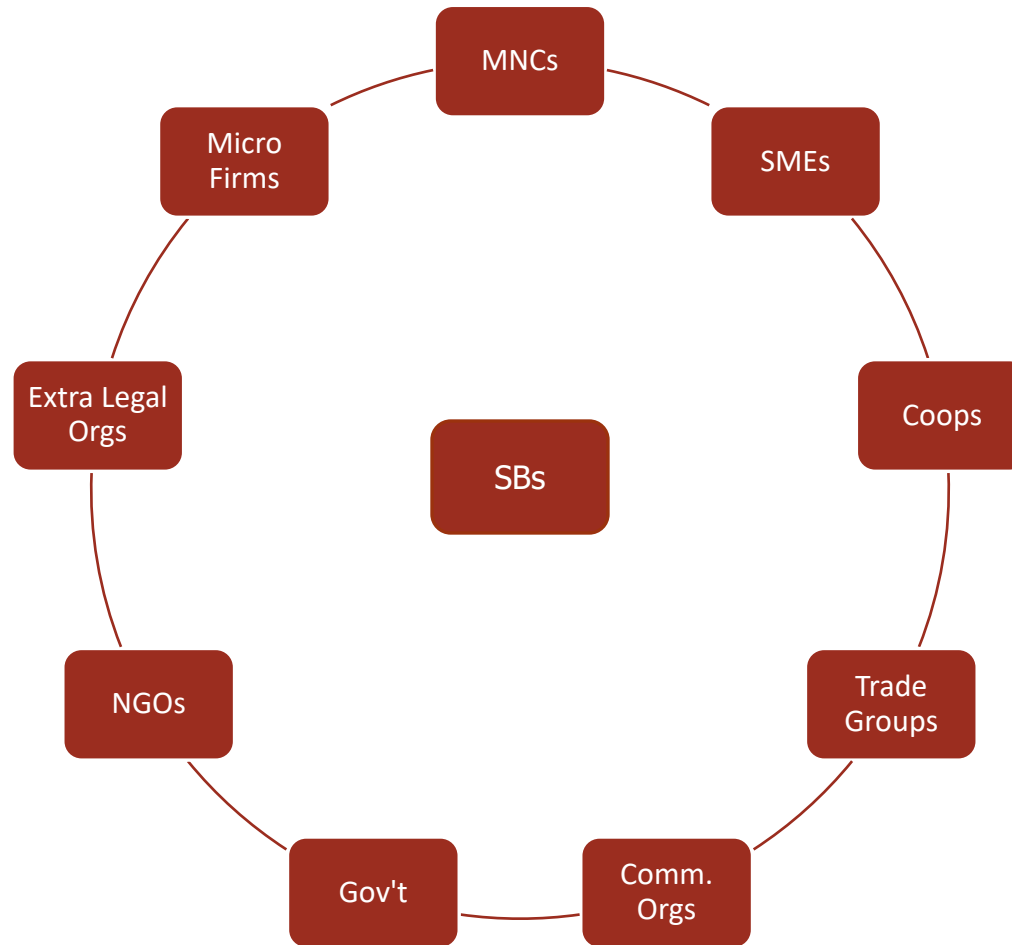 MNCs
Micro
Firms
SMEs
Extra Legal
Orgs
Coops
SBs
NGOs
Trade
Groups
Gov't
Comm.
Orgs